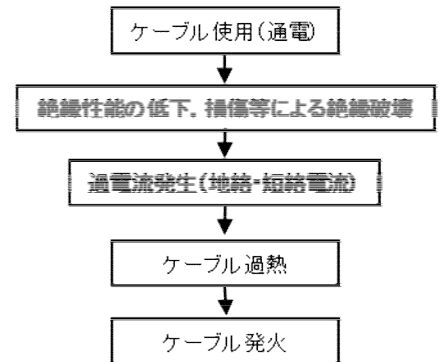 ケーブル使用(通電)
絶縁性能の低下,損傷等による絶縁破壊
過電流発生(地絡・短絡電流)
ケーブル過熱
ケーブル発火